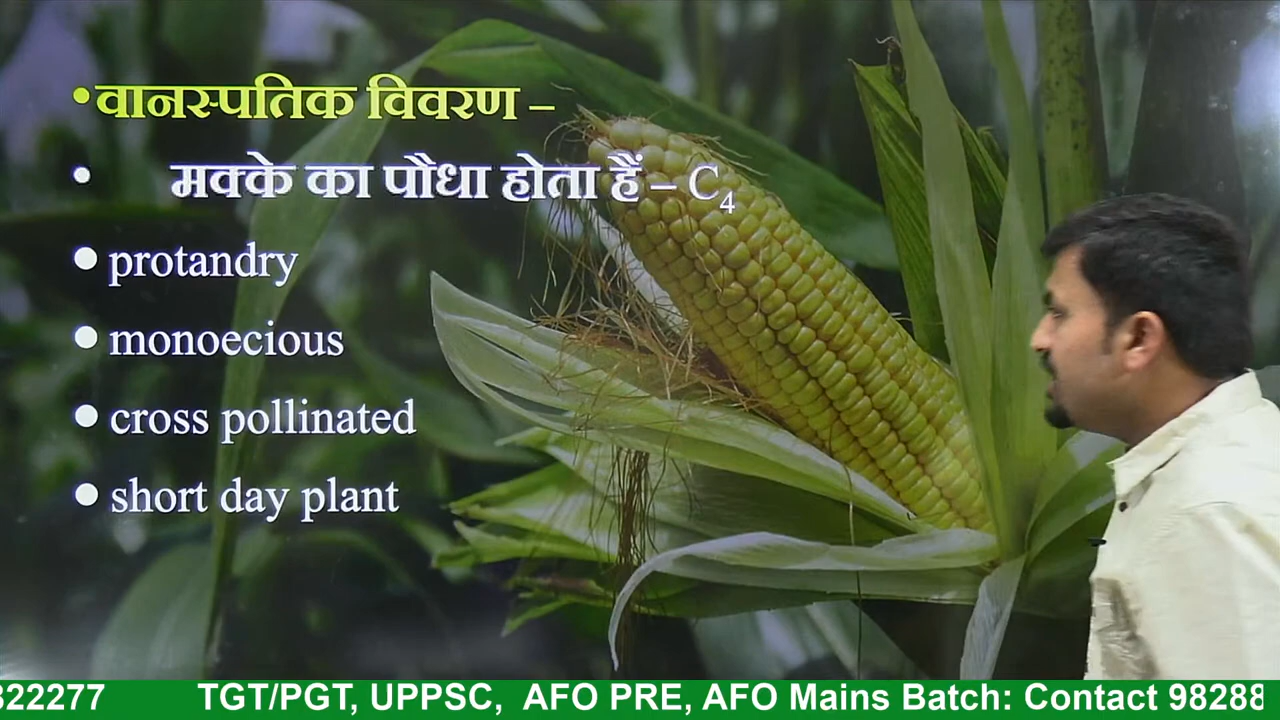 •वानस्पतिक विवरण –
• मक्के का पौधा होता हैं – C₄
• protandry
• monoecious
• cross pollinated
• short day plant
322277 TGT/PGT, UPPSC, AFO PRE, AFO Mains Batch: Contact 98288